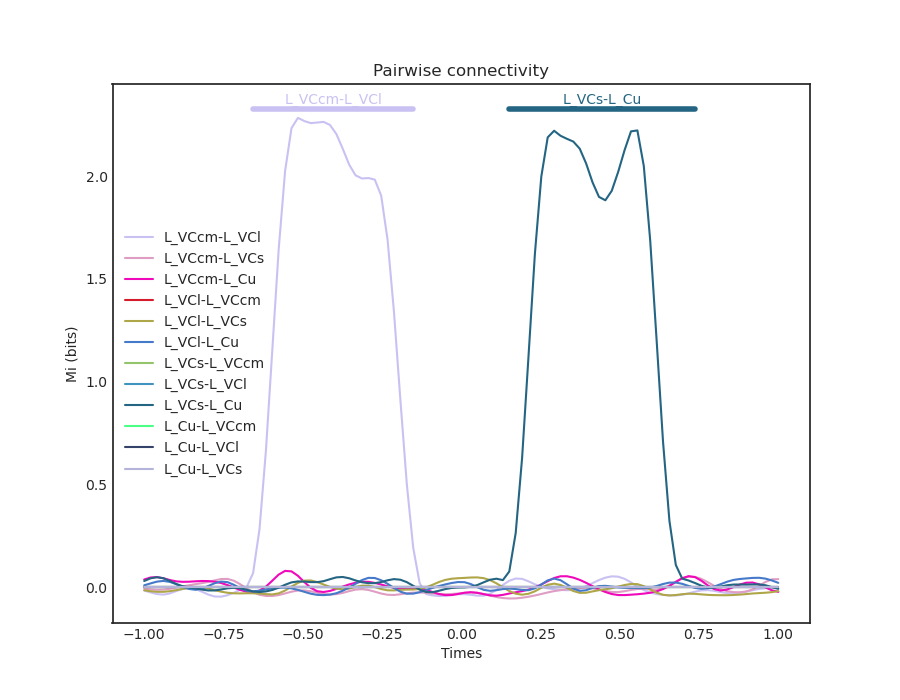 Pairwise connectivity
L_VCcm-L_VCl
L_VCs-L_Cu
2.0
1.5
1.0
0.5
0.0
Mi (bits)
L_VCcm-L_VCl
L_VCcm-L_VCs
L_VCcm-L_Cu
L_VCl-L_VCcm
L_VCl-L_VCs
L_VCl-L_Cu
L_VCs-L_VCcm
L_VCs-L_VCl
L_VCs-L_Cu
L_Cu-L_VCcm
L_Cu-L_VCl
L_Cu-L_VCs
−1.00 −0.75 −0.50 −0.25 0.00 0.25 0.50 0.75 1.00
Times